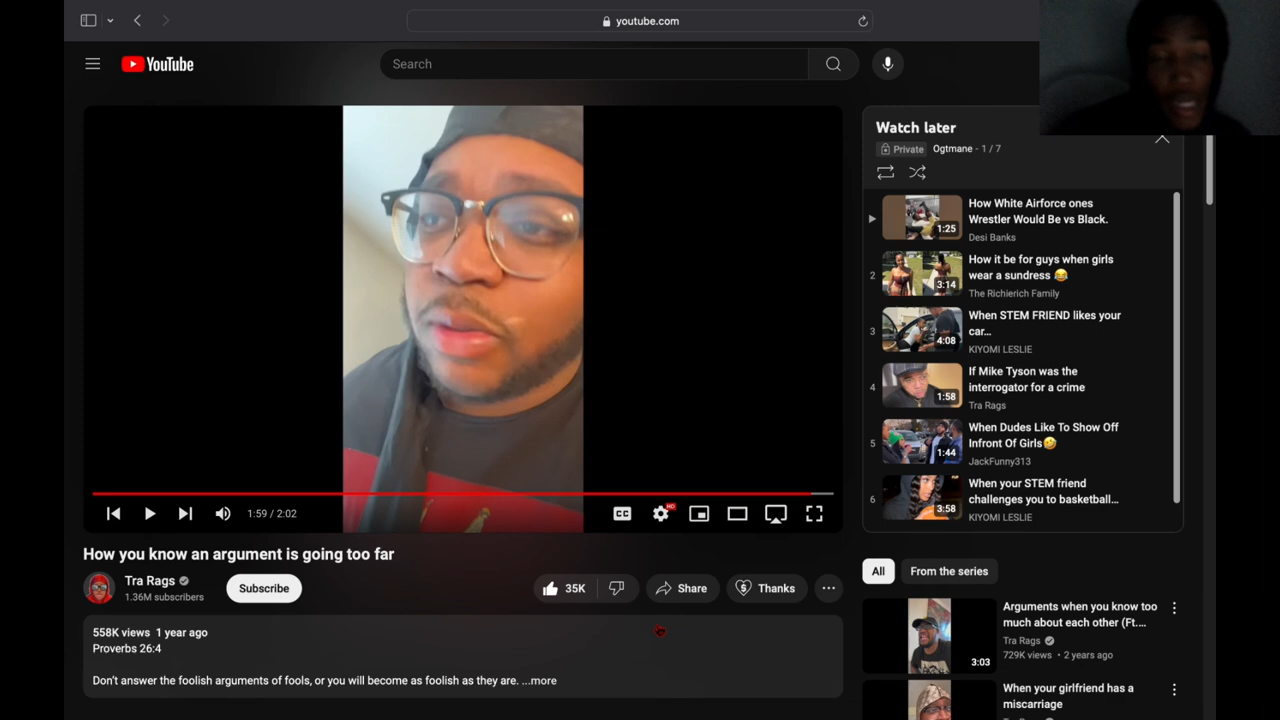 youtube.com
YouTube
Search
Watch later
Private Ogtmane - 1 / 7
How White Airforce ones
Wrestler Would Be vs Black.
Desi Banks
1:25
2
How it be for guys when girls
wear a sundress 😂
The Richierich Family
3:14
3
When STEM FRIEND likes your
car...
KIYOMI LESLIE
4:08
4
If Mike Tyson was the
interrogator for a crime
Tra Rags
1:58
5
When Dudes Like To Show Off
Infront Of Girls🤣
JackFunny313
1:44
6
When your STEM friend
challenges you to basketball...
KIYOMI LESLIE
3:58
1:59 / 2:02
CC
HD
How you know an argument is going too far
Tra Rags
1.36M subscribers
Subscribe
35K
Share
Thanks
558K views 1 year ago
Proverbs 26:4
Don't answer the foolish arguments of fools, or you will become as foolish as they are. ...more
All
From the series
Arguments when you know too
much about each other (Ft....
Tra Rags
729K views • 2 years ago
3:03
When your girlfriend has a
miscarriage